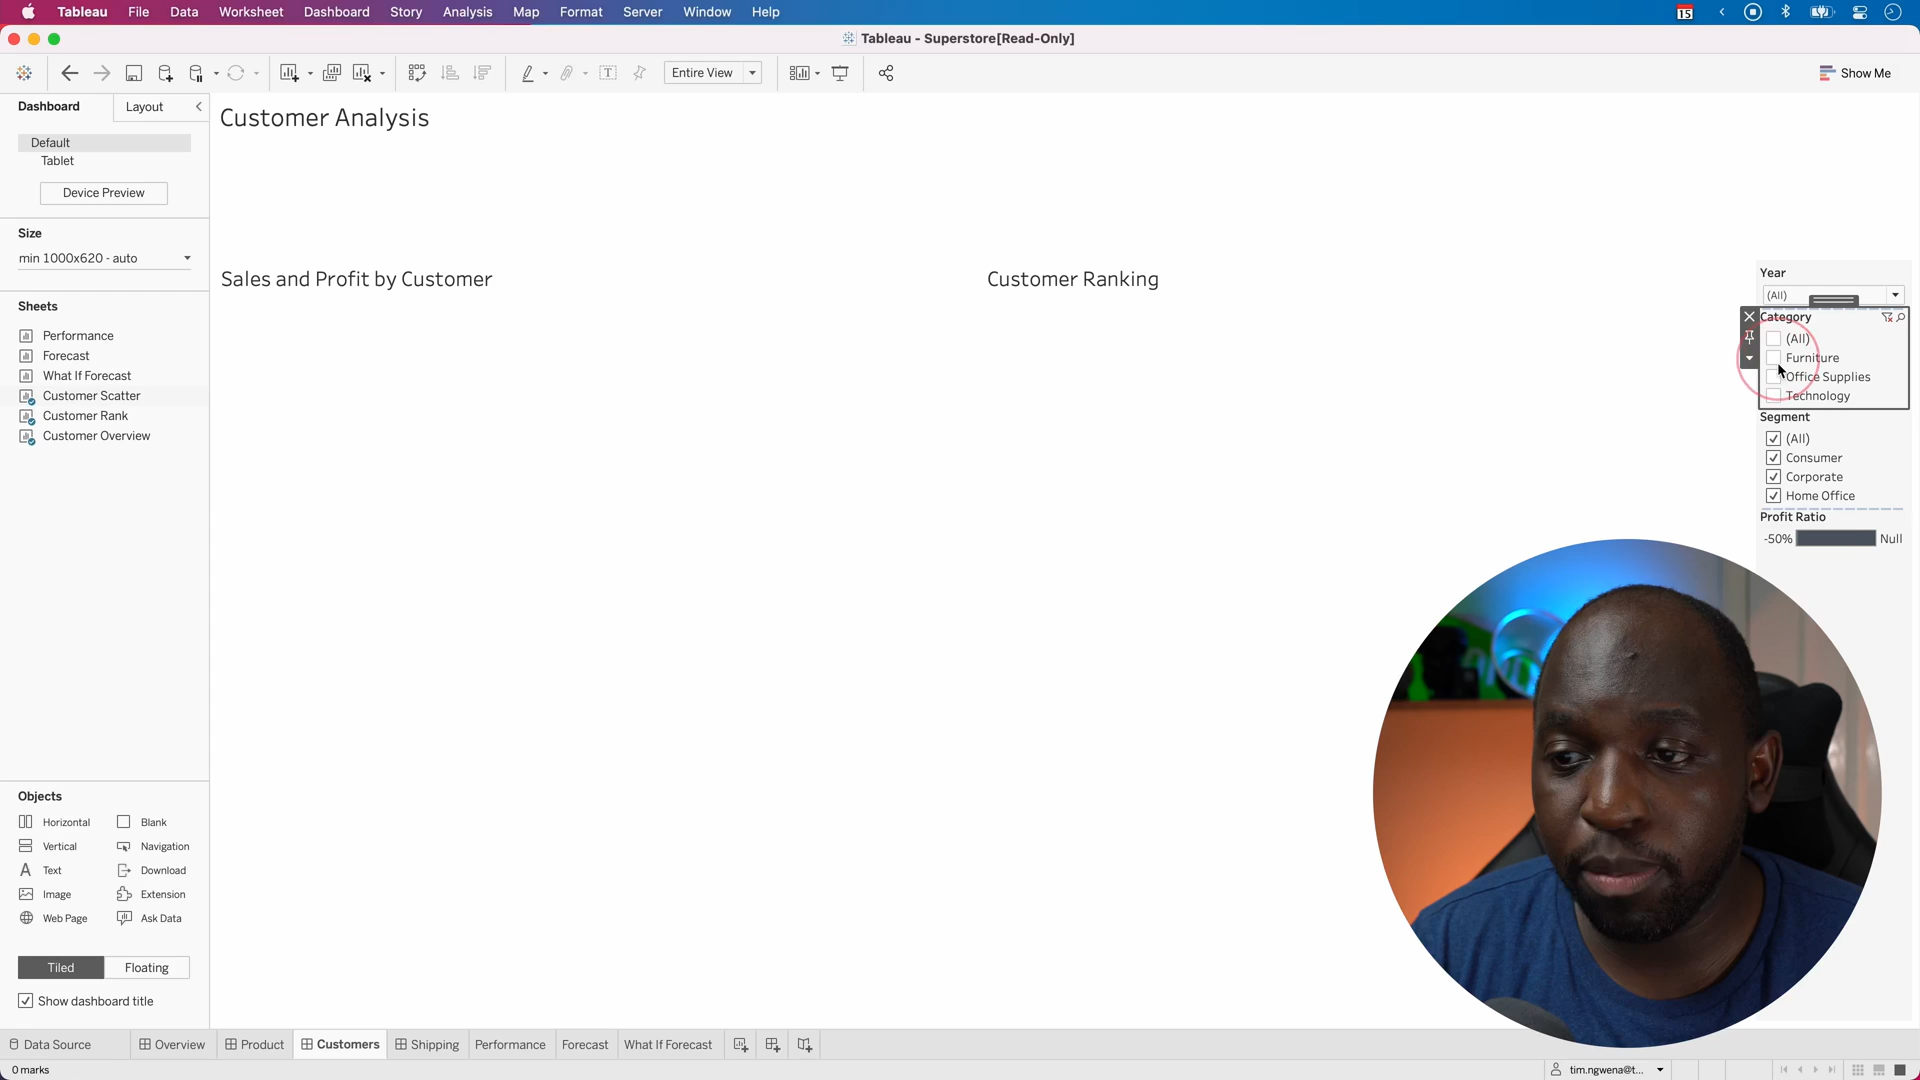 Tableau File Data Worksheet Dashboard Story Analysis Map Format Server Window Help
15
Tableau - Superstore[Read-Only]
Entire View
Show Me
Dashboard Layout
Default
Tablet
Device Preview
Size
min 1000x620 - auto
Sheets
Performance
Forecast
What If Forecast
Customer Scatter
Customer Rank
Customer Overview
Customer Analysis
Sales and Profit by Customer
Customer Ranking
Year
(All)
Category
(All)
Furniture
Office Supplies
Technology
Segment
(All)
Consumer
Corporate
Home Office
Profit Ratio
-50% Null
Objects
Horizontal Blank
Vertical Navigation
A Text Download
Image Extension
Web Page Ask Data
Tiled Floating
Show dashboard title
Data Source Overview Product Customers Shipping Performance Forecast What If Forecast
0 marks
tim.ngwena@t...